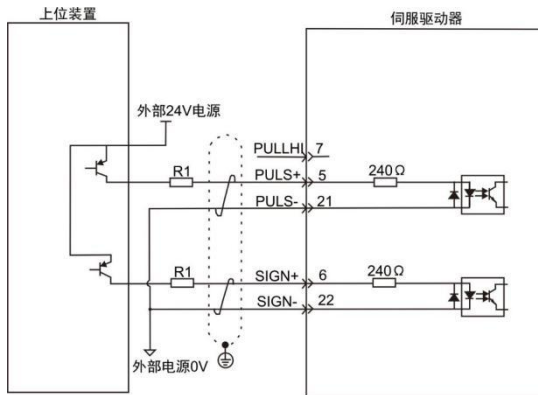 上位装置
伺服驱动器
外部24V电源
PULLHI 7
R1 PULS+ 5 240Ω
PULS- 21
R1 SIGN+ 6 240Ω
SIGN- 22
外部电源0V